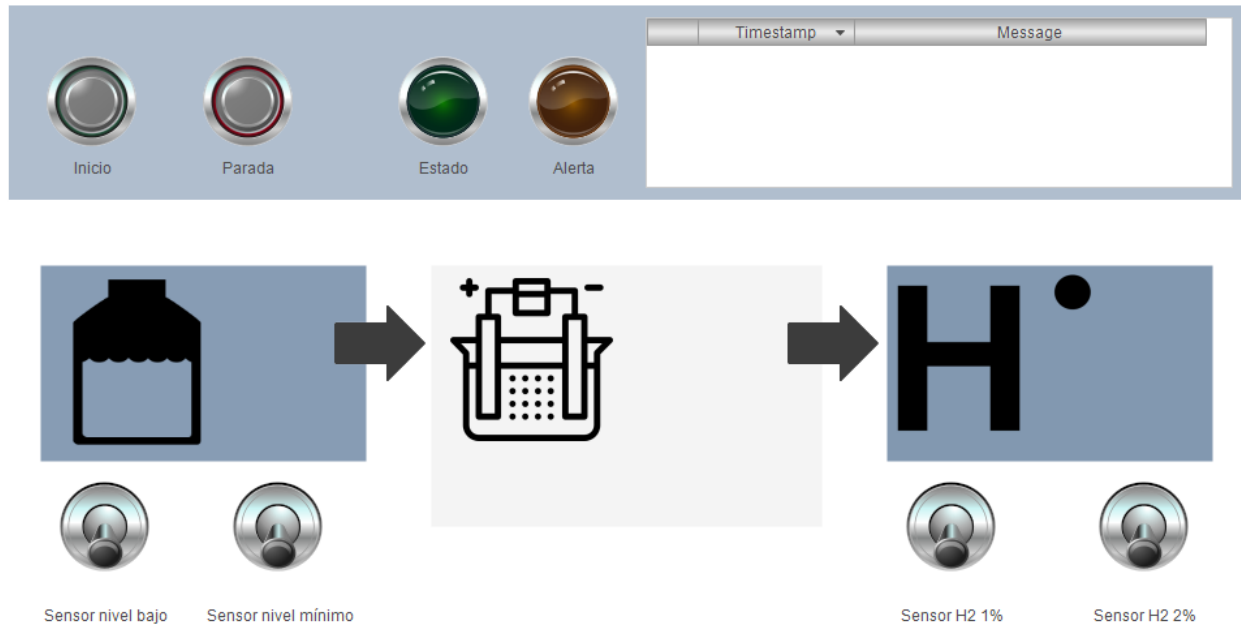 Timestamp Message
Inicio Parada Estado Alerta
+ -
H
Sensor nivel bajo Sensor nivel mínimo Sensor H2 1% Sensor H2 2%